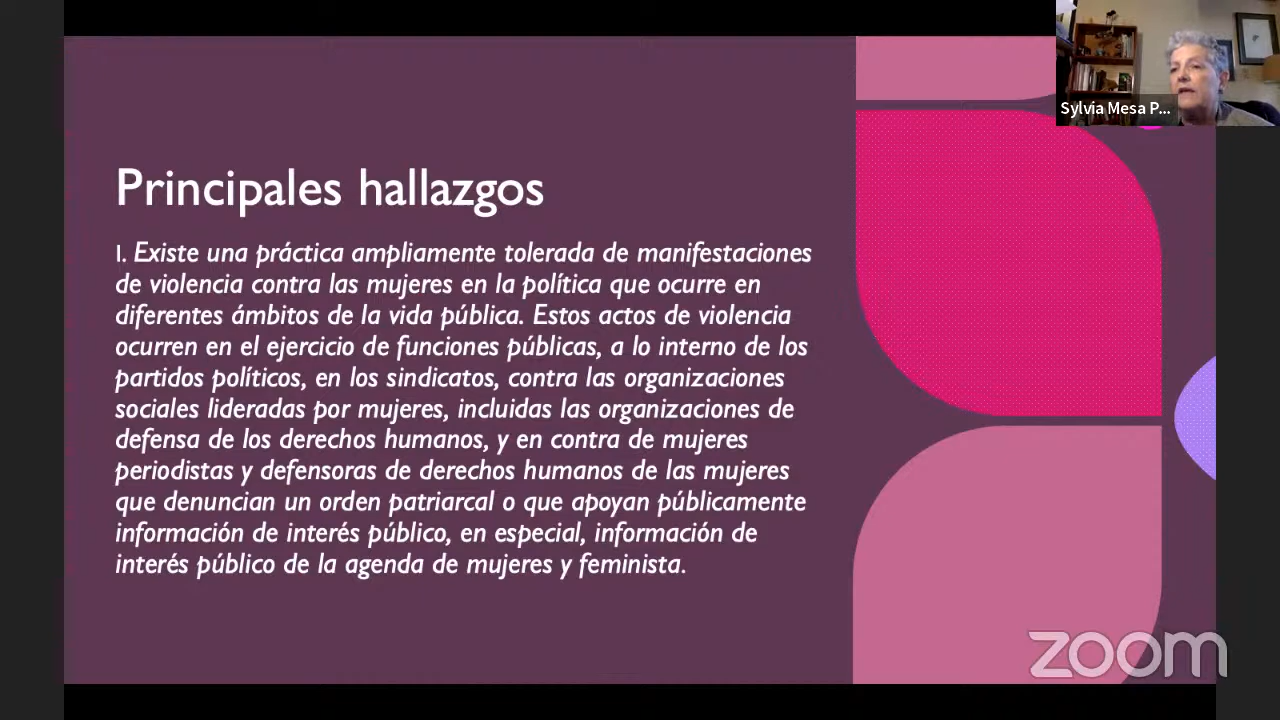 Sylvia Mesa P...
Principales hallazgos
1. Existe una práctica ampliamente tolerada de manifestaciones
de violencia contra las mujeres en la política que ocurre en
diferentes ámbitos de la vida pública. Estos actos de violencia
ocurren en el ejercicio de funciones públicas, a lo interno de los
partidos políticos, en los sindicatos, contra las organizaciones
sociales lideradas por mujeres, incluidas las organizaciones de
defensa de los derechos humanos, y en contra de mujeres
periodistas y defensoras de derechos humanos de las mujeres
que denuncian un orden patriarcal o que apoyan públicamente
información de interés público, en especial, información de
interés público de la agenda de mujeres y feminista.
zoom